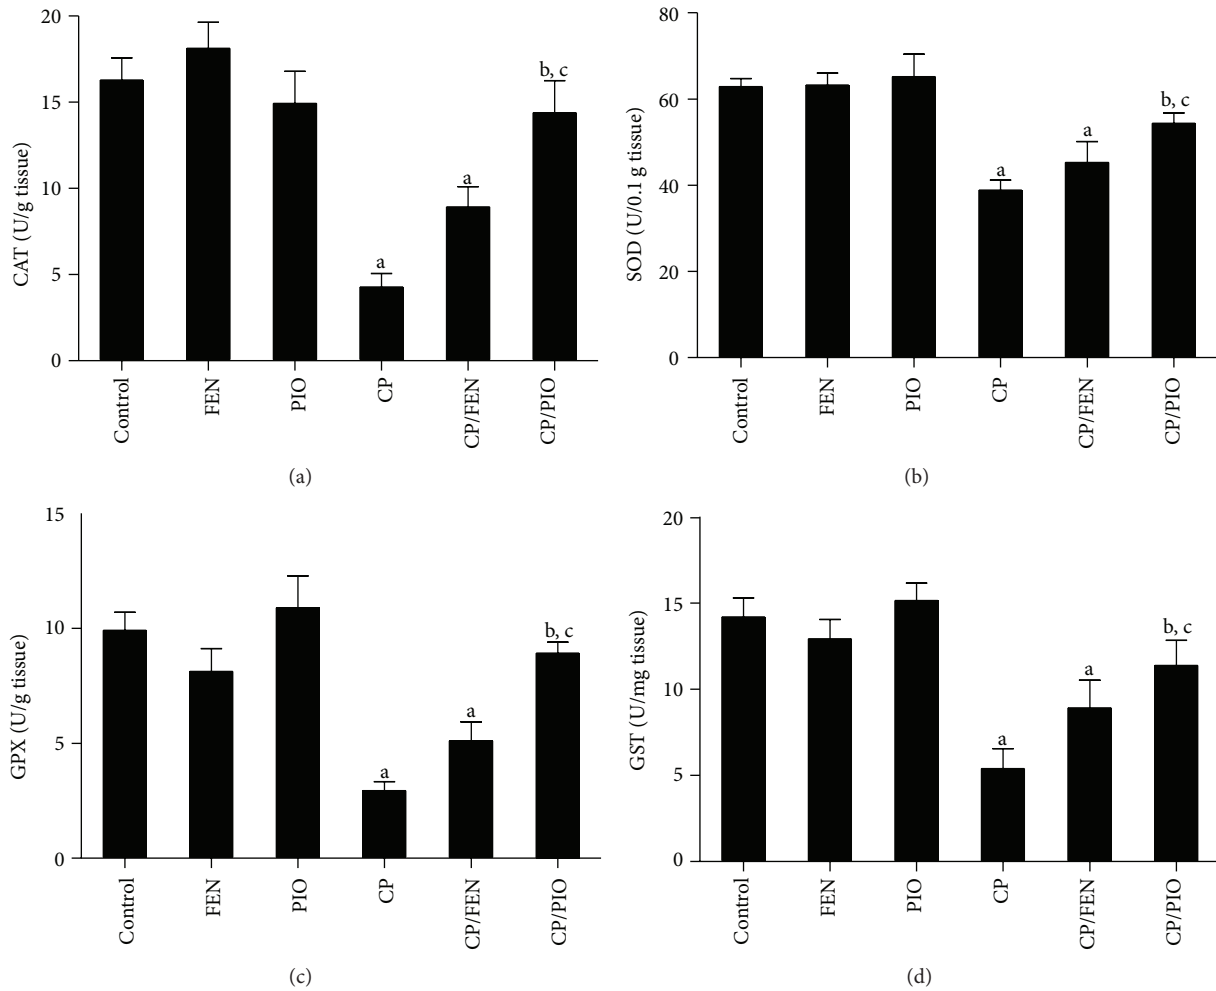 CAT (U/g tissue)
20
15
10
5
0
a
a
b, c
Control
FEN
PIO
CP
CP/FEN
CP/PIO
(a)
SOD (U/0.1 g tissue)
80
60
40
20
0
a
a
b, c
Control
FEN
PIO
CP
CP/FEN
CP/PIO
(b)
GPX (U/g tissue)
15
10
5
0
a
a
b, c
Control
FEN
PIO
CP
CP/FEN
CP/PIO
(c)
GST (U/mg tissue)
20
15
10
5
0
a
a
b, c
Control
FEN
PIO
CP
CP/FEN
CP/PIO
(d)